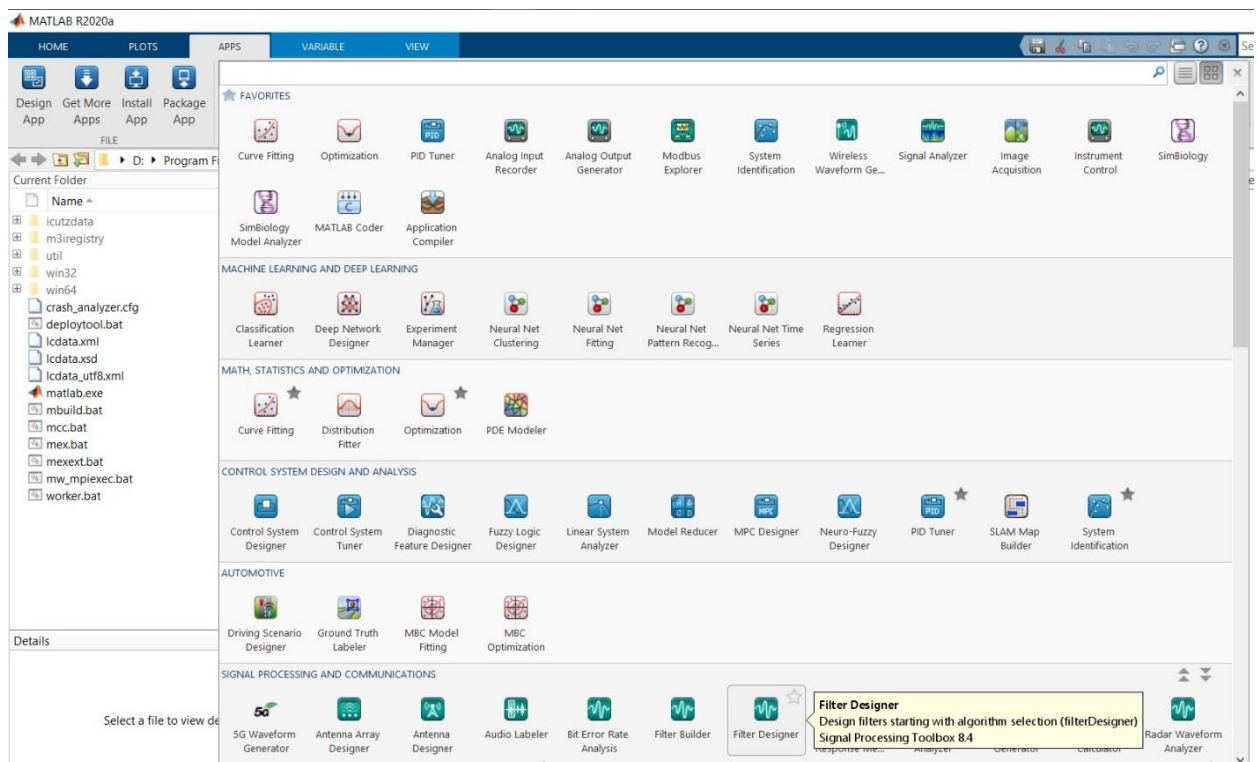 MATLAB R2020a
HOME PLOTS APPS VARIABLE VIEW
Se
Design App
Get More Apps
Install App
Package App
FILE
D: Program Fi
Current Folder
Name
icutzdata
m3iregistry
util
win32
win64
crash_analyzer.cfg
deploytool.bat
lcdata.xml
lcdata.xsd
lcdata_utf8.xml
matlab.exe
mbuild.bat
mcc.bat
mex.bat
mexext.bat
mw_mpiexec.bat
worker.bat
Details
Select a file to view de
FAVORITES
Curve Fitting
Optimization
PID Tuner
Analog Input Recorder
Analog Output Generator
Modbus Explorer
System Identification
Wireless Waveform Ge...
Signal Analyzer
Image Acquisition
Instrument Control
SimBiology
SimBiology Model Analyzer
MATLAB Coder
Application Compiler
MACHINE LEARNING AND DEEP LEARNING
Classification Learner
Deep Network Designer
Experiment Manager
Neural Net Clustering
Neural Net Fitting
Neural Net Pattern Recog...
Neural Net Time Series
Regression Learner
MATH, STATISTICS AND OPTIMIZATION
Curve Fitting
Distribution Fitter
Optimization
PDE Modeler
CONTROL SYSTEM DESIGN AND ANALYSIS
Control System Designer
Control System Tuner
Diagnostic Feature Designer
Fuzzy Logic Designer
Linear System Analyzer
Model Reducer
MPC Designer
Neuro-Fuzzy Designer
PID Tuner
SLAM Map Builder
System Identification
AUTOMOTIVE
Driving Scenario Designer
Ground Truth Labeler
MBC Model Fitting
MBC Optimization
SIGNAL PROCESSING AND COMMUNICATIONS
5G Waveform Generator
Antenna Array Designer
Antenna Designer
Audio Labeler
Bit Error Rate Analysis
Filter Builder
Filter Designer
Filter Designer
Design filters starting with algorithm selection (filterDesigner)
Signal Processing Toolbox 8.4
Radar Waveform Analyzer